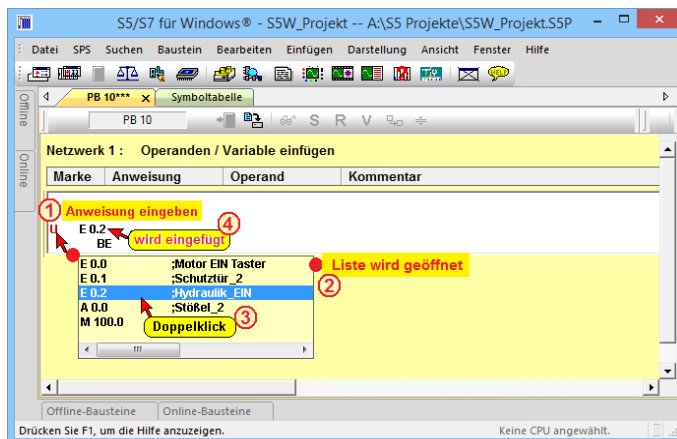 S5/S7 für Windows® - S5W_Projekt -- A:\S5 Projekte\S5W_Projekt.S5P
Datei SPS Suchen Baustein Bearbeiten Einfügen Darstellung Ansicht Fenster Hilfe
HELP
Offline
Online
PB 10*** x Symboltabelle
PB 10 S R V
Netzwerk 1 : Operanden / Variable einfügen
Marke Anweisung Operand Kommentar
1 Anweisung eingeben
U E 0.2 4
BE wird eingefügt
E 0.0 ;Motor EIN Taster Liste wird geöffnet
E 0.1 ;Schutztür_2 2
E 0.2 ;Hydraulik_EIN
A 0.0 ;Stößel_2 3
M 100.0 Doppelklick
Offline-Bausteine Online-Bausteine
Drücken Sie F1, um die Hilfe anzuzeigen. Keine CPU angewählt.